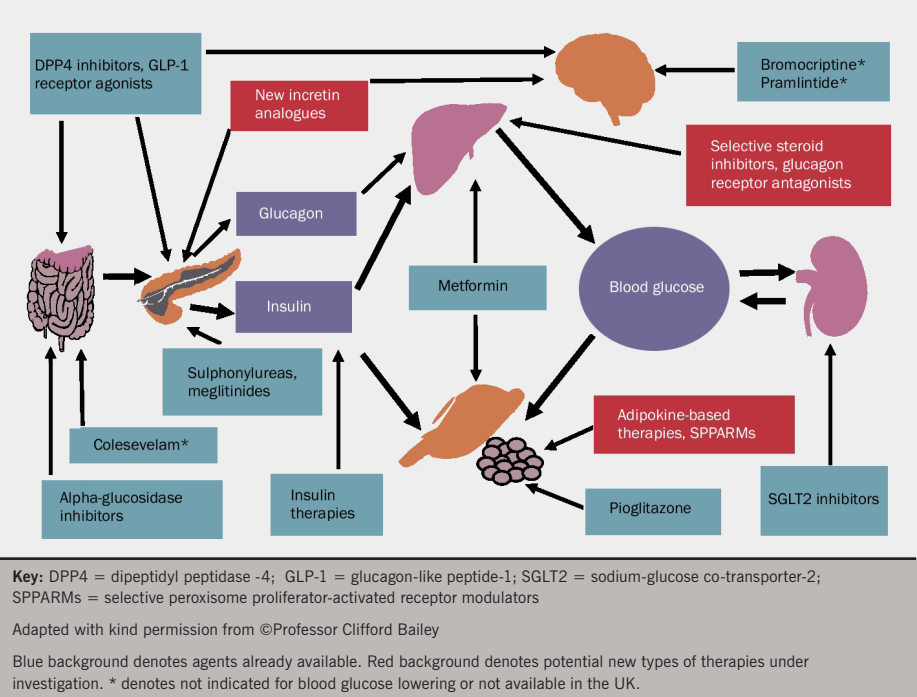 DPP4 inhibitors, GLP-1
receptor agonists
New incretin
analogues
Bromocriptine*
Pramlintide*
Selective steroid
inhibitors, glucagon
receptor antagonists
Glucagon
Insulin
Metformin
Blood glucose
Sulphonylureas,
meglitinides
Colesevelam*
Alpha-glucosidase
inhibitors
Insulin
therapies
Adipokine-based
therapies, SPPARMs
Pioglitazone
SGLT2 inhibitors
Key: DPP4 = dipeptidyl peptidase -4; GLP-1 = glucagon-like peptide-1; SGLT2 = sodium-glucose co-transporter-2;
SPPARMs = selective peroxisome proliferator-activated receptor modulators
Adapted with kind permission from ©Professor Clifford Bailey
Blue background denotes agents already available. Red background denotes potential new types of therapies under
investigation. * denotes not indicated for blood glucose lowering or not available in the UK.